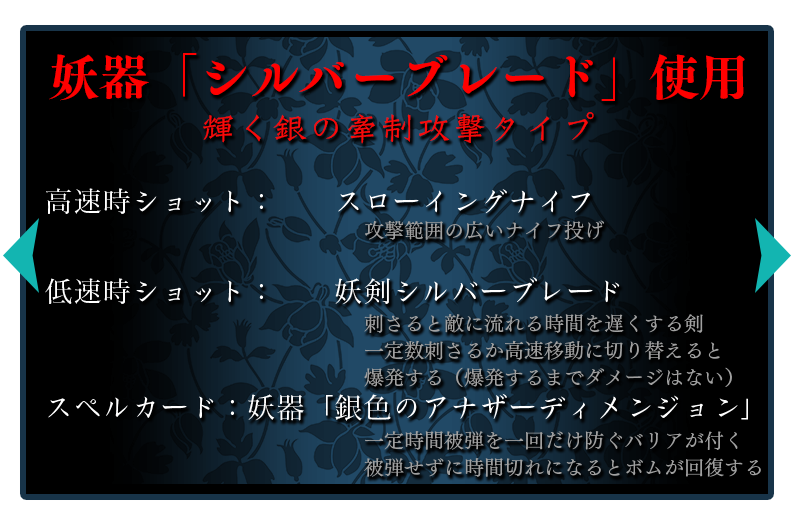 妖器「シルバーブレード」使用
輝く銀の牽制攻撃タイプ
高速時ショット： スローイングナイフ
攻撃範囲の広いナイフ投げ
低速時ショット： 妖剣シルバーブレード
刺さると敵に流れる時間を遅くする剣
一定数刺さるか高速移動に切り替えると
爆発する（爆発するまでダメージはない）
スペルカード：妖器「銀色のアナザーディメンジョン」
一定時間被弾を一回だけ防ぐバリアが付く
被弾せずに時間切れになるとボムが回復する